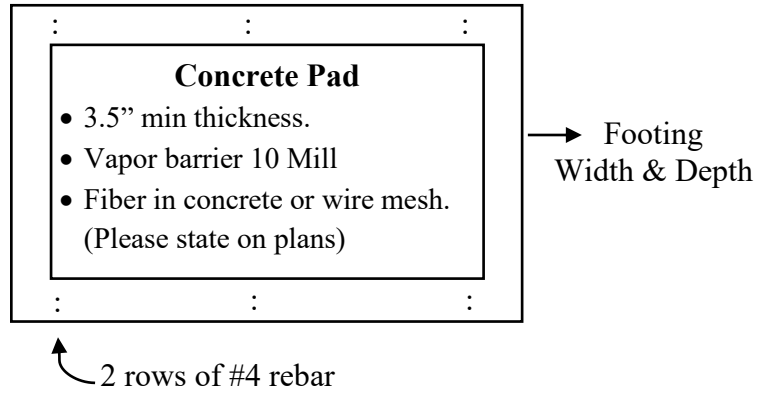 Concrete Pad
• 3.5” min thickness.
• Vapor barrier 10 Mill
• Fiber in concrete or wire mesh.
(Please state on plans)
Footing
Width & Depth
2 rows of #4 rebar